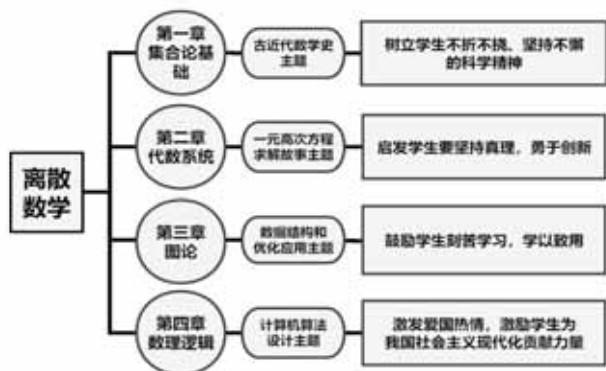 离散
数学
第一章
集合论基
础
古近代数学史
主题
树立学生不折不挠、坚持不懈
的科学精神
第二章
代数系统
一元高次方程
求解故事主题
启发学生要坚持真理，勇于创新
第三章
图论
数据结构和
优化应用主题
鼓励学生刻苦学习，学以致用
第四章
数理逻辑
计算机算法
设计主题
激发爱国热情，激励学生为
我国社会主义现代化贡献力量